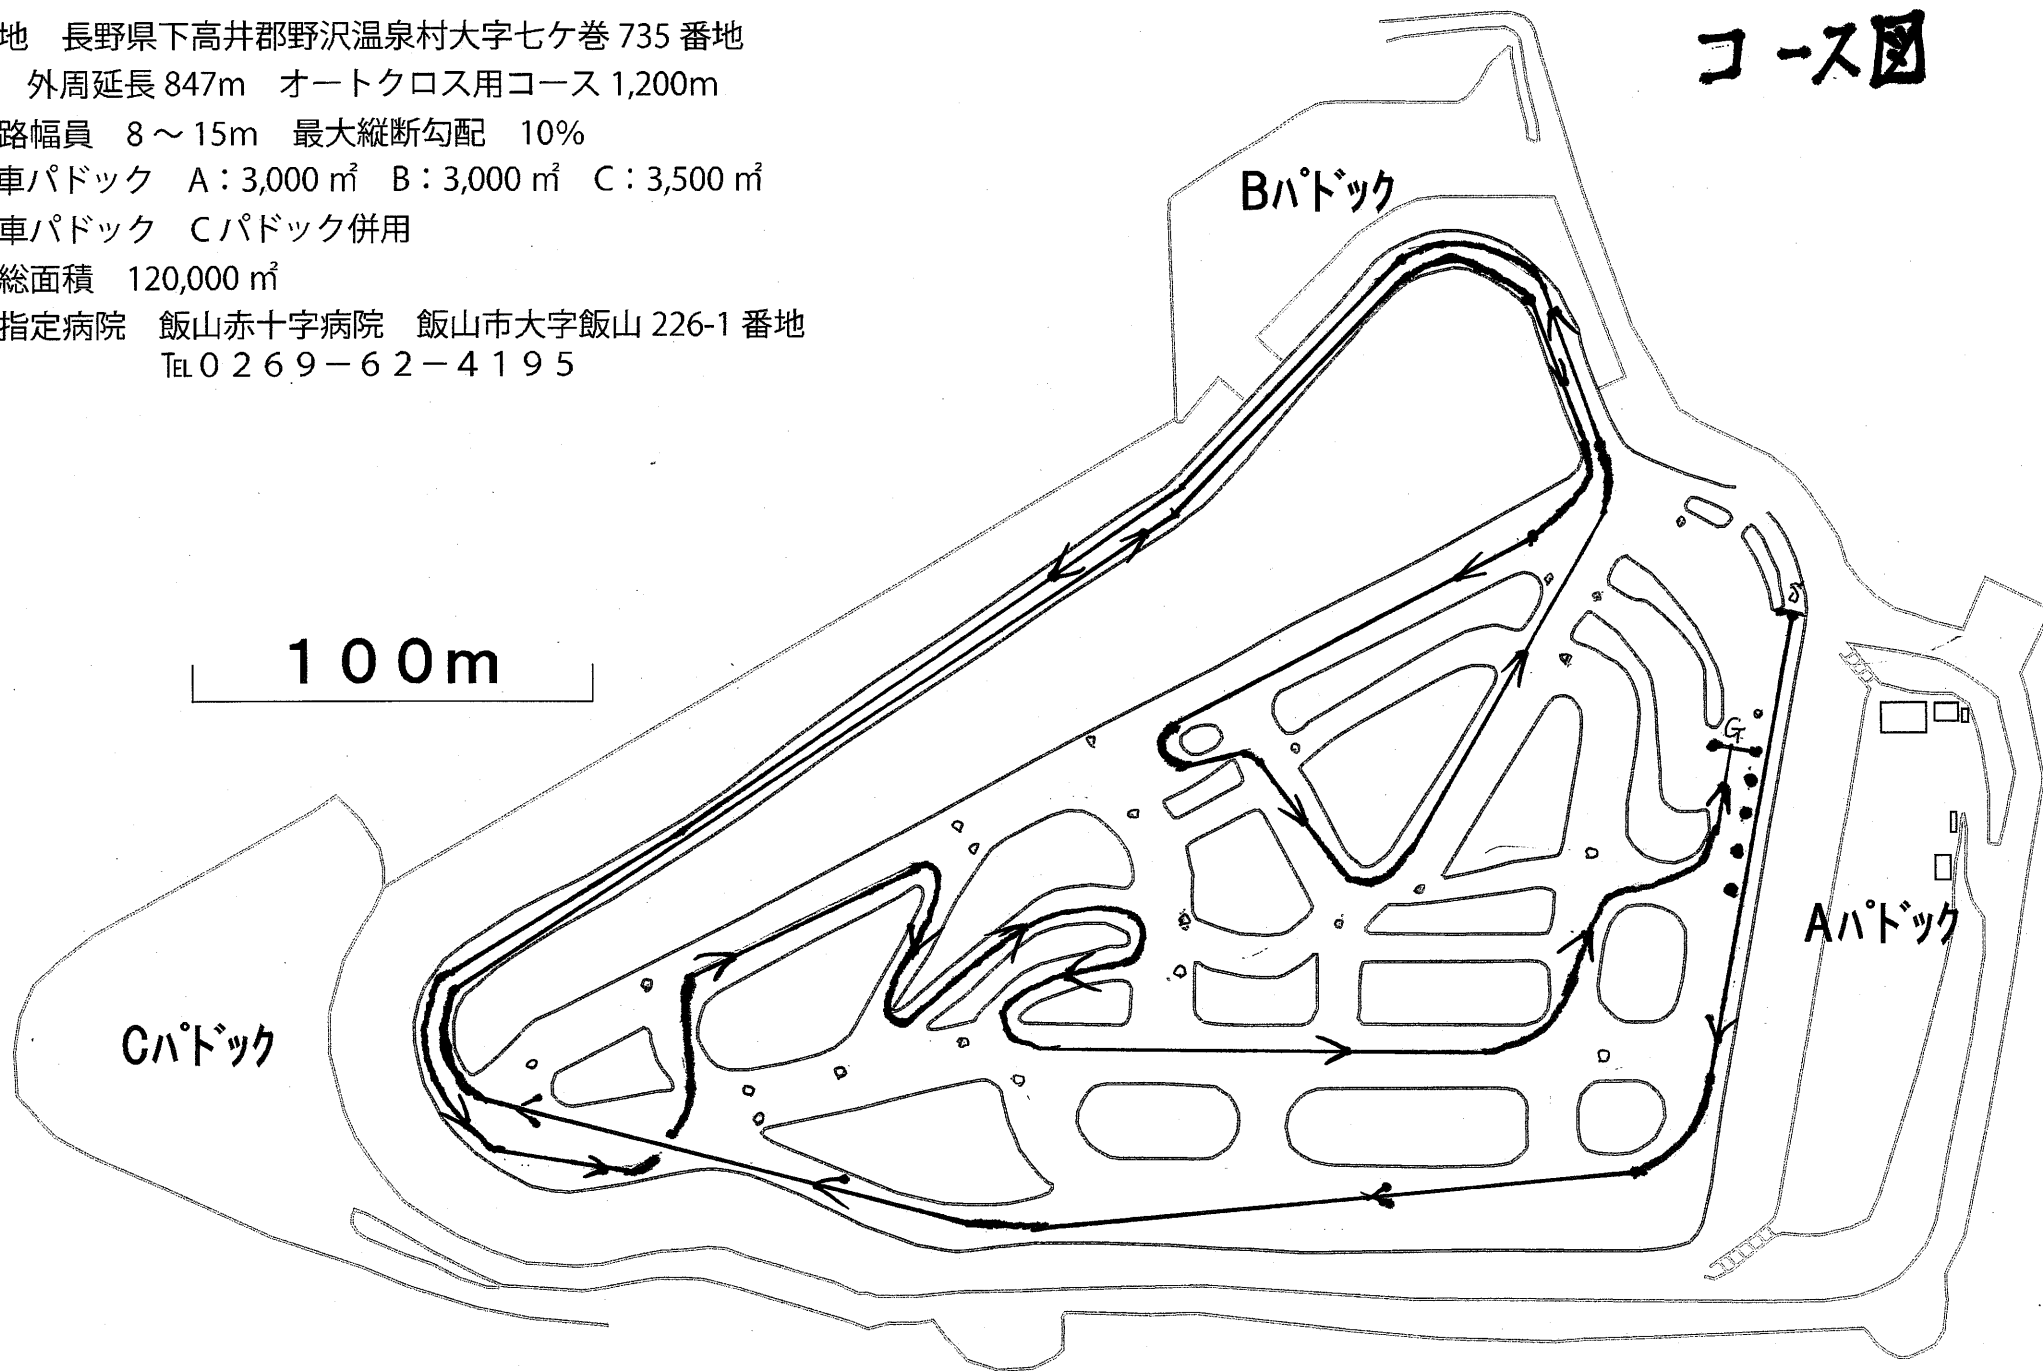 地　長野県下高井郡野沢温泉村大字七ケ巻 735 番地
外周延長 847m　オートクロス用コース 1,200m
路幅員　8 ～ 15m　最大縦断勾配　10%
車パドック　A：3,000 ㎡　B：3,000 ㎡　C：3,500 ㎡
車パドック　C パドック併用
総面積　120,000 ㎡
指定病院　飯山赤十字病院　飯山市大字飯山 226-1 番地
℡０２６９－６２－４１９５
コース図
Bパドック
１００m
S
G
Aパドック
Cパドック